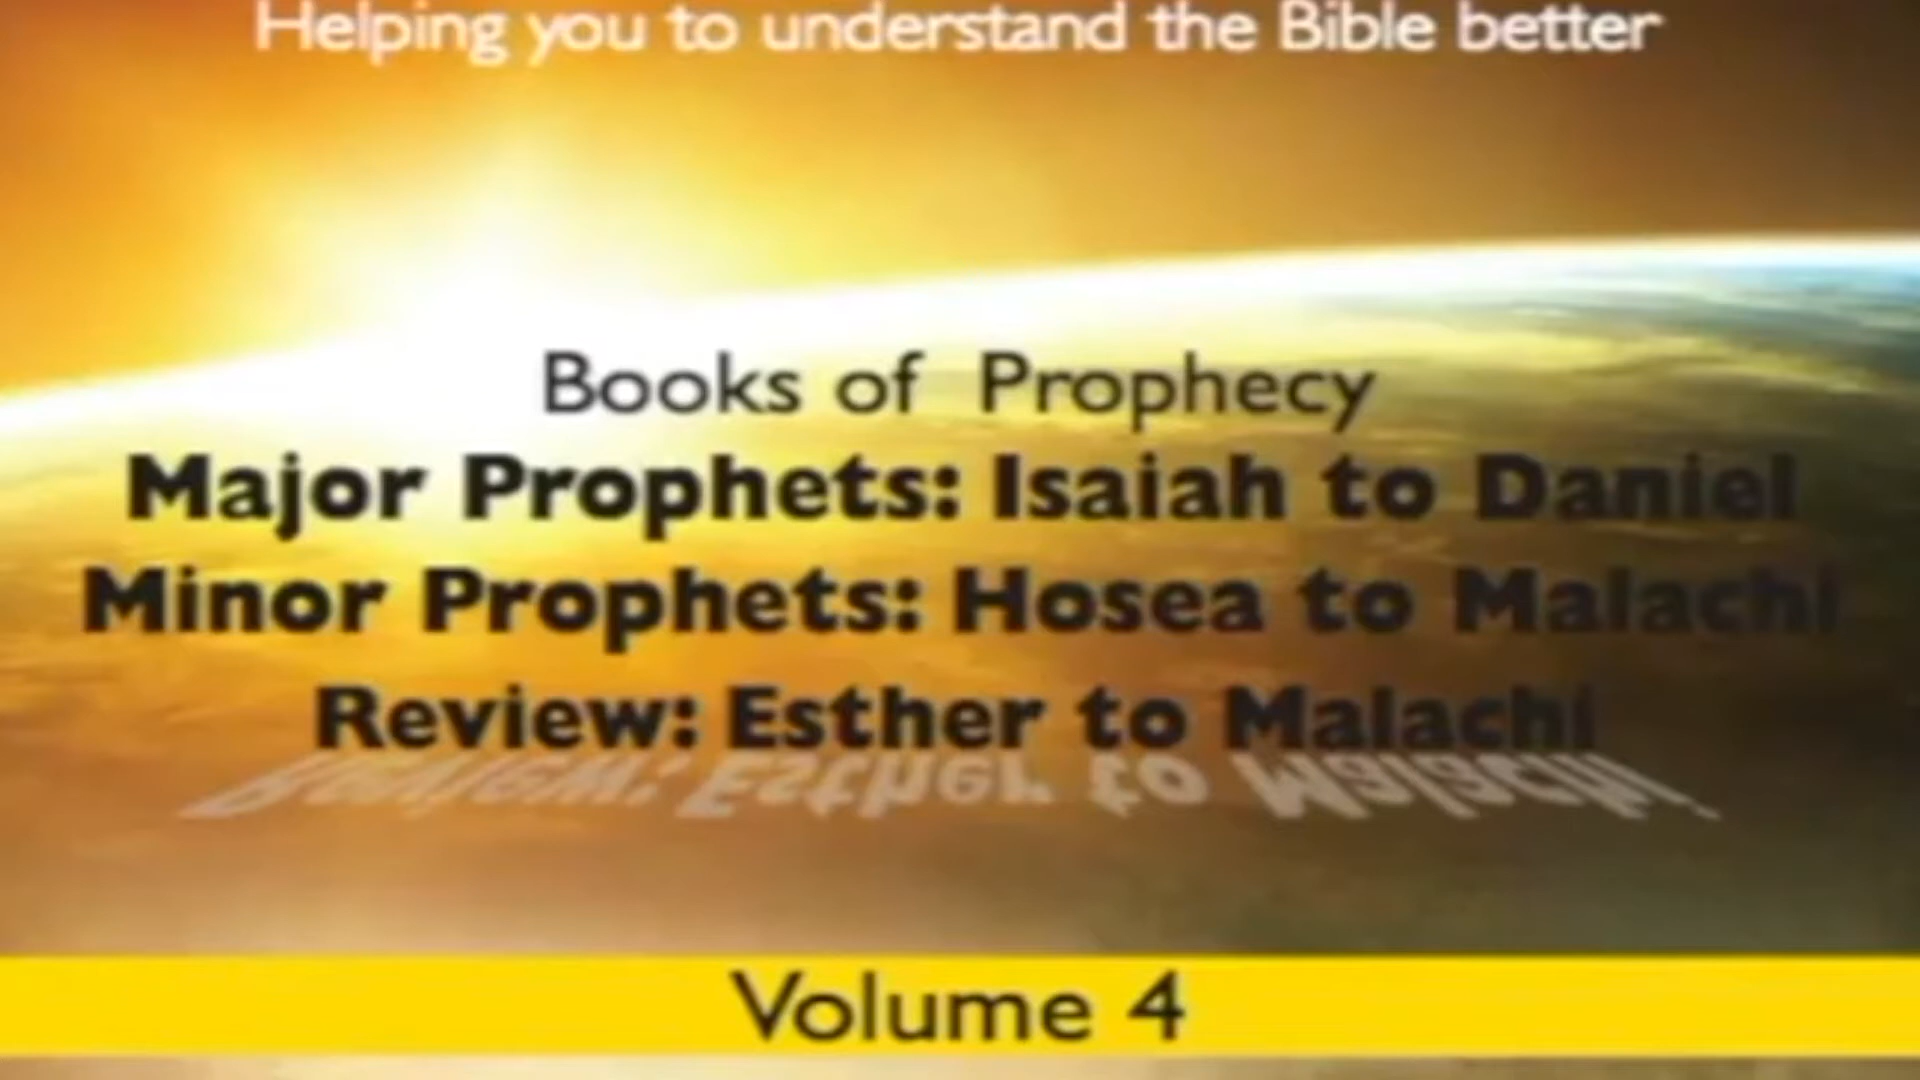 Helping you to understand the Bible better
Books of Prophecy
Major Prophets: Isaiah to Daniel
Minor Prophets: Hosea to Malachi
Review: Esther to Malachi
Volume 4